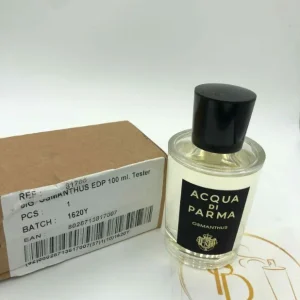 REF
SIG. OSMANTHUS EDP 100 ml. Tester
PCS 1
BATCH: 1620Y
EAN
ACQUA
DI
PARMA
OSMANTHUS